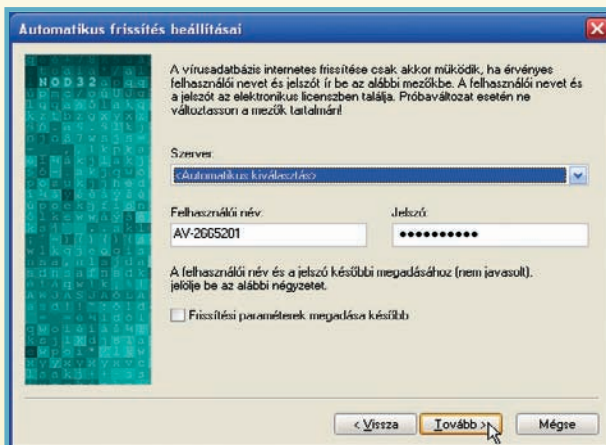 Automatikus frissítés beállításai
NOD32
A vírusadatbázis internetes frissítése csak akkor működik, ha érvényes
felhasználói nevet és jelszót ír be az alábbi mezőkbe. A felhasználói nevet és
a jelszót az elektronikus licenszben találja. Próbaváltozat esetén ne
változtasson a mezők tartalmán!
Szerver:
<Automatikus kiválasztás>
Felhasználói név: Jelszó:
AV-2665201 ●●●●●●●●●●
A felhasználói név és a jelszó későbbi megadásához (nem javasolt),
jelölje be az alábbi négyzetet.
Frissítési paraméterek megadása később
< Vissza Tovább > Mégse